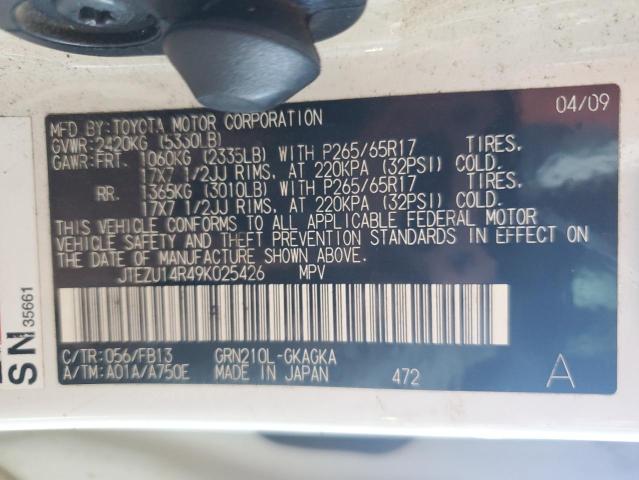 04/09
MFD.BY:TOYOTA MOTOR CORPORATION
GVWR:2420KG (5330LB)
GAWR:FRT. 1060KG (2335LB) WITH P265/65R17 TIRES,
17X7 1/2JJ RIMS, AT 220KPA (32PSI) COLD.
RR. 1365KG (3010LB) WITH P265/65R17 TIRES,
17X7 1/2JJ RIMS, AT 220KPA (32PSI) COLD.
THIS VEHICLE CONFORMS TO ALL APPLICABLE FEDERAL MOTOR
VEHICLE SAFETY AND THEFT PREVENTION STANDARDS IN EFFECT ON
THE DATE OF MANUFACTURE SHOWN ABOVE.
JTEZU14R49K025426 MPV
C/TR:056/FB13 GRN210L-GKAGKA
A/TM:A01A/A750E MADE IN JAPAN 472 A
SN 35661